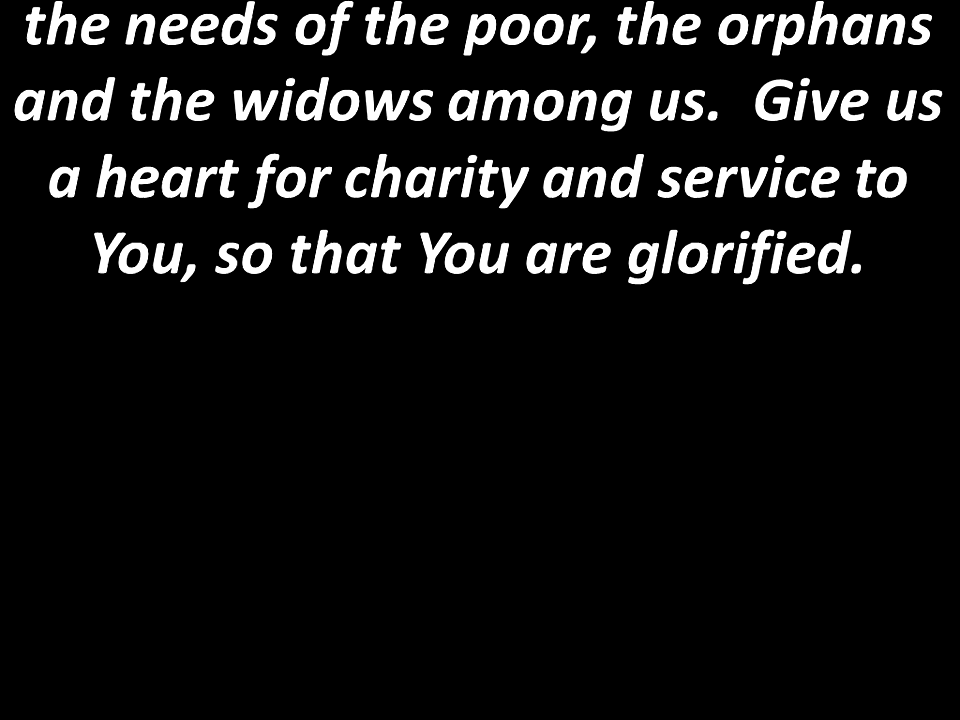 the needs of the poor, the orphans
and the widows among us.  Give us
a heart for charity and service to
You, so that You are glorified.